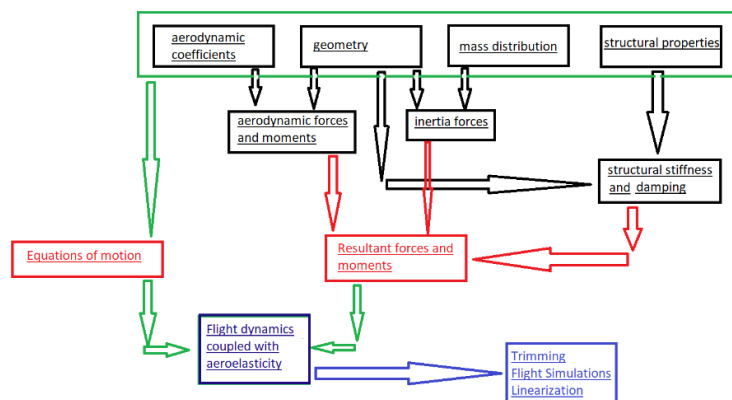 aerodynamic
coefficients
geometry
mass distribution
structural properties
aerodynamic forces
and moments
inertia forces
structural stiffness
and damping
Equations of motion
Resultant forces and
moments
Flight dynamics
coupled with
aeroelasticity
Trimming
Flight Simulations
Linearization